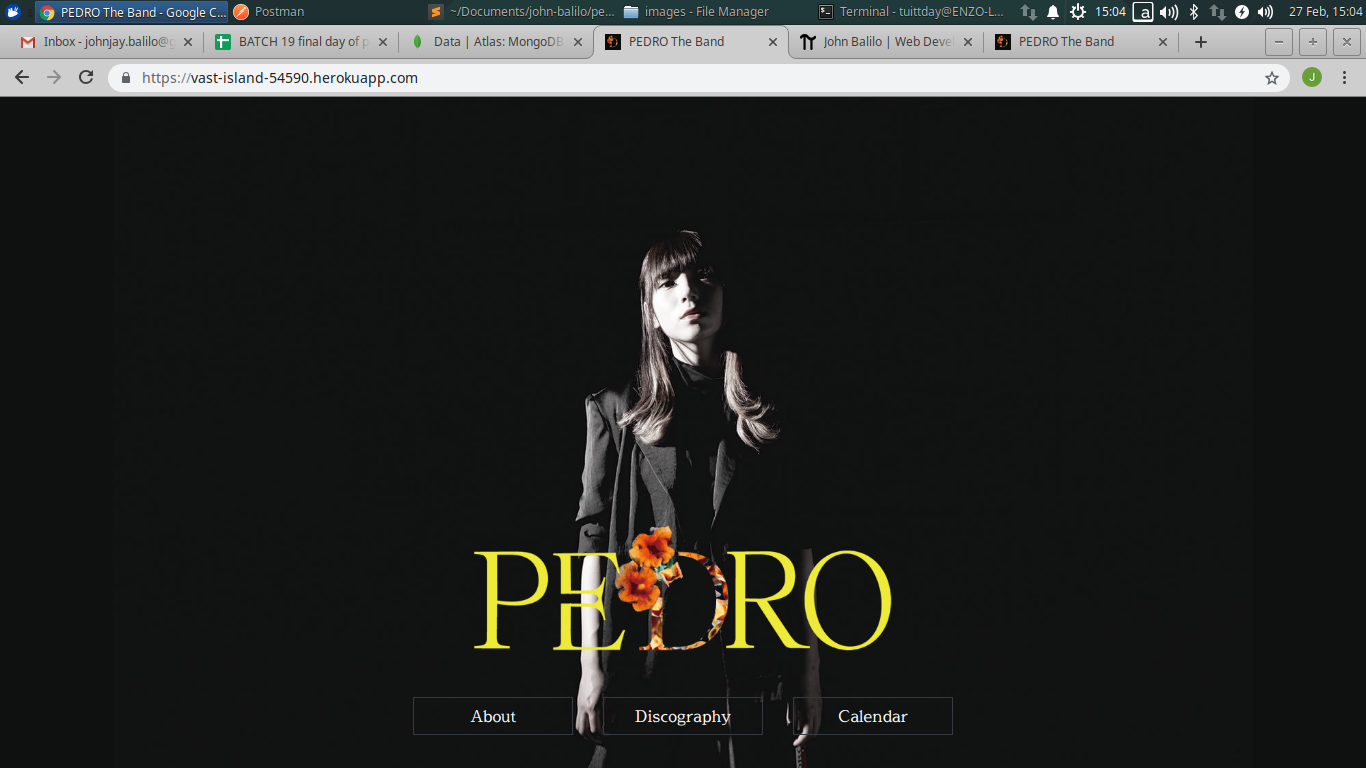 PEDRO The Band - Google C...
Postman
~/Documents/john-balilo/pe...
images - File Manager
Terminal - tuittday@ENZO-L...
15:04
a
27 Feb, 15:04
Inbox - johnjay.balilo@g
BATCH 19 final day of p
Data | Atlas: MongoDB
PEDRO The Band
John Balilo | Web Deve
PEDRO The Band
https://vast-island-54590.herokuapp.com
J
PEDRO
About
Discography
Calendar